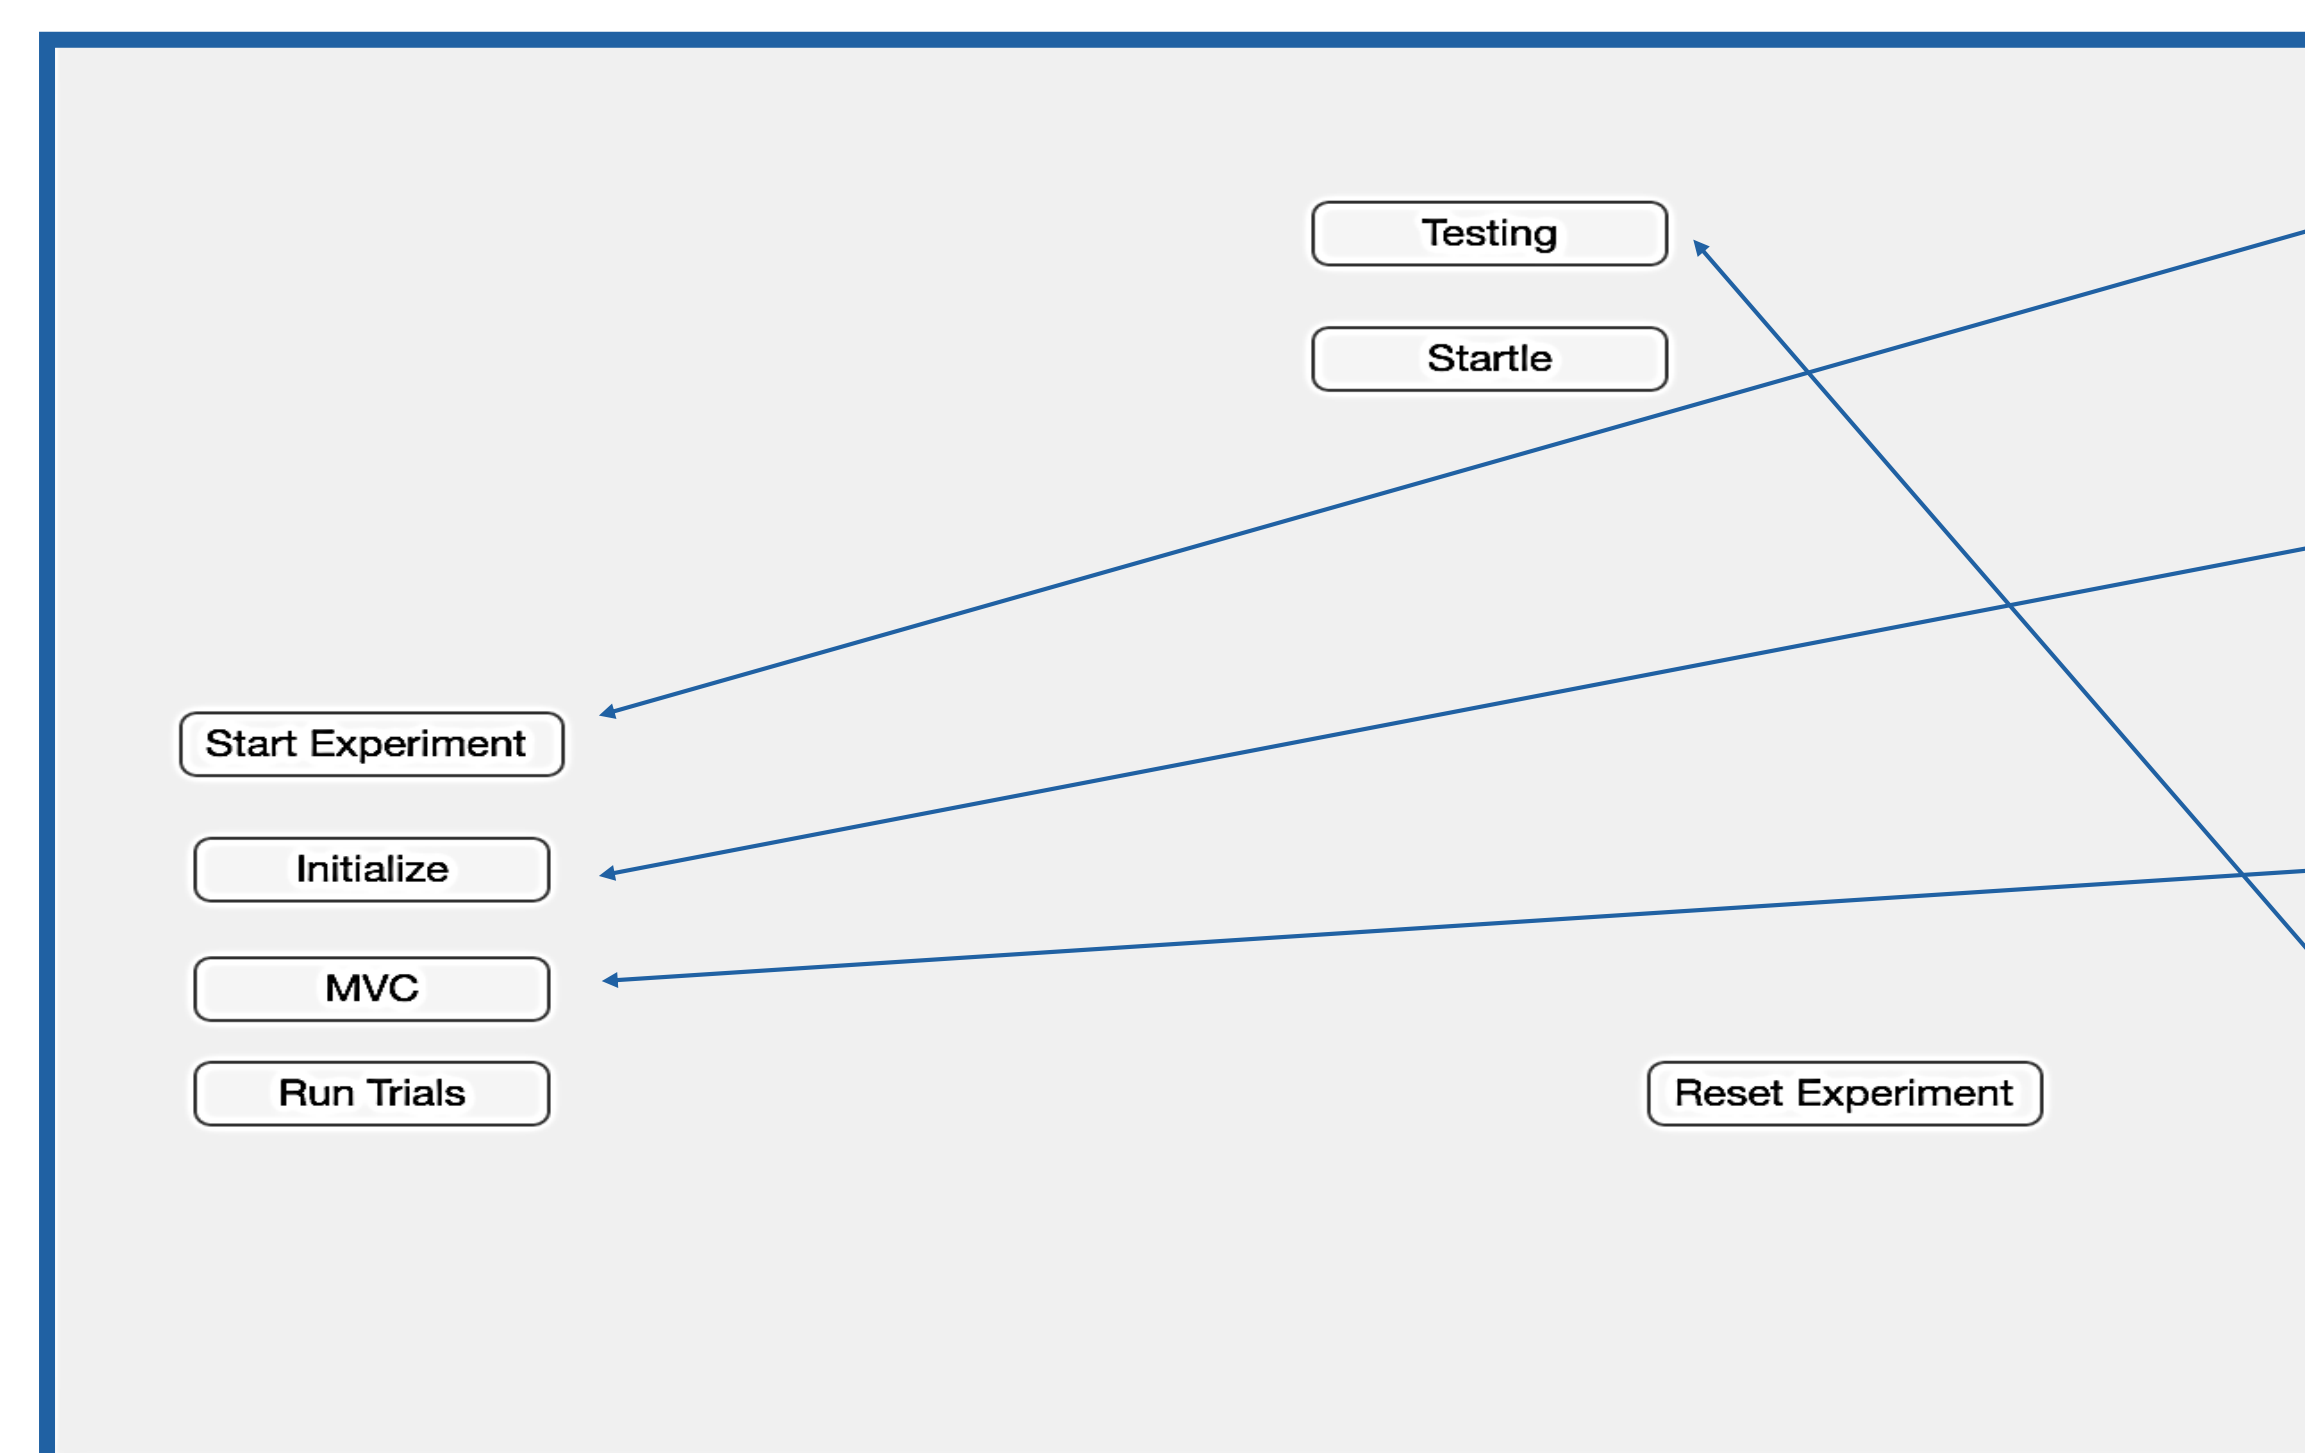 Testing
Startle
Start Experiment
Initialize
MVC
Run Trials
Reset Experiment